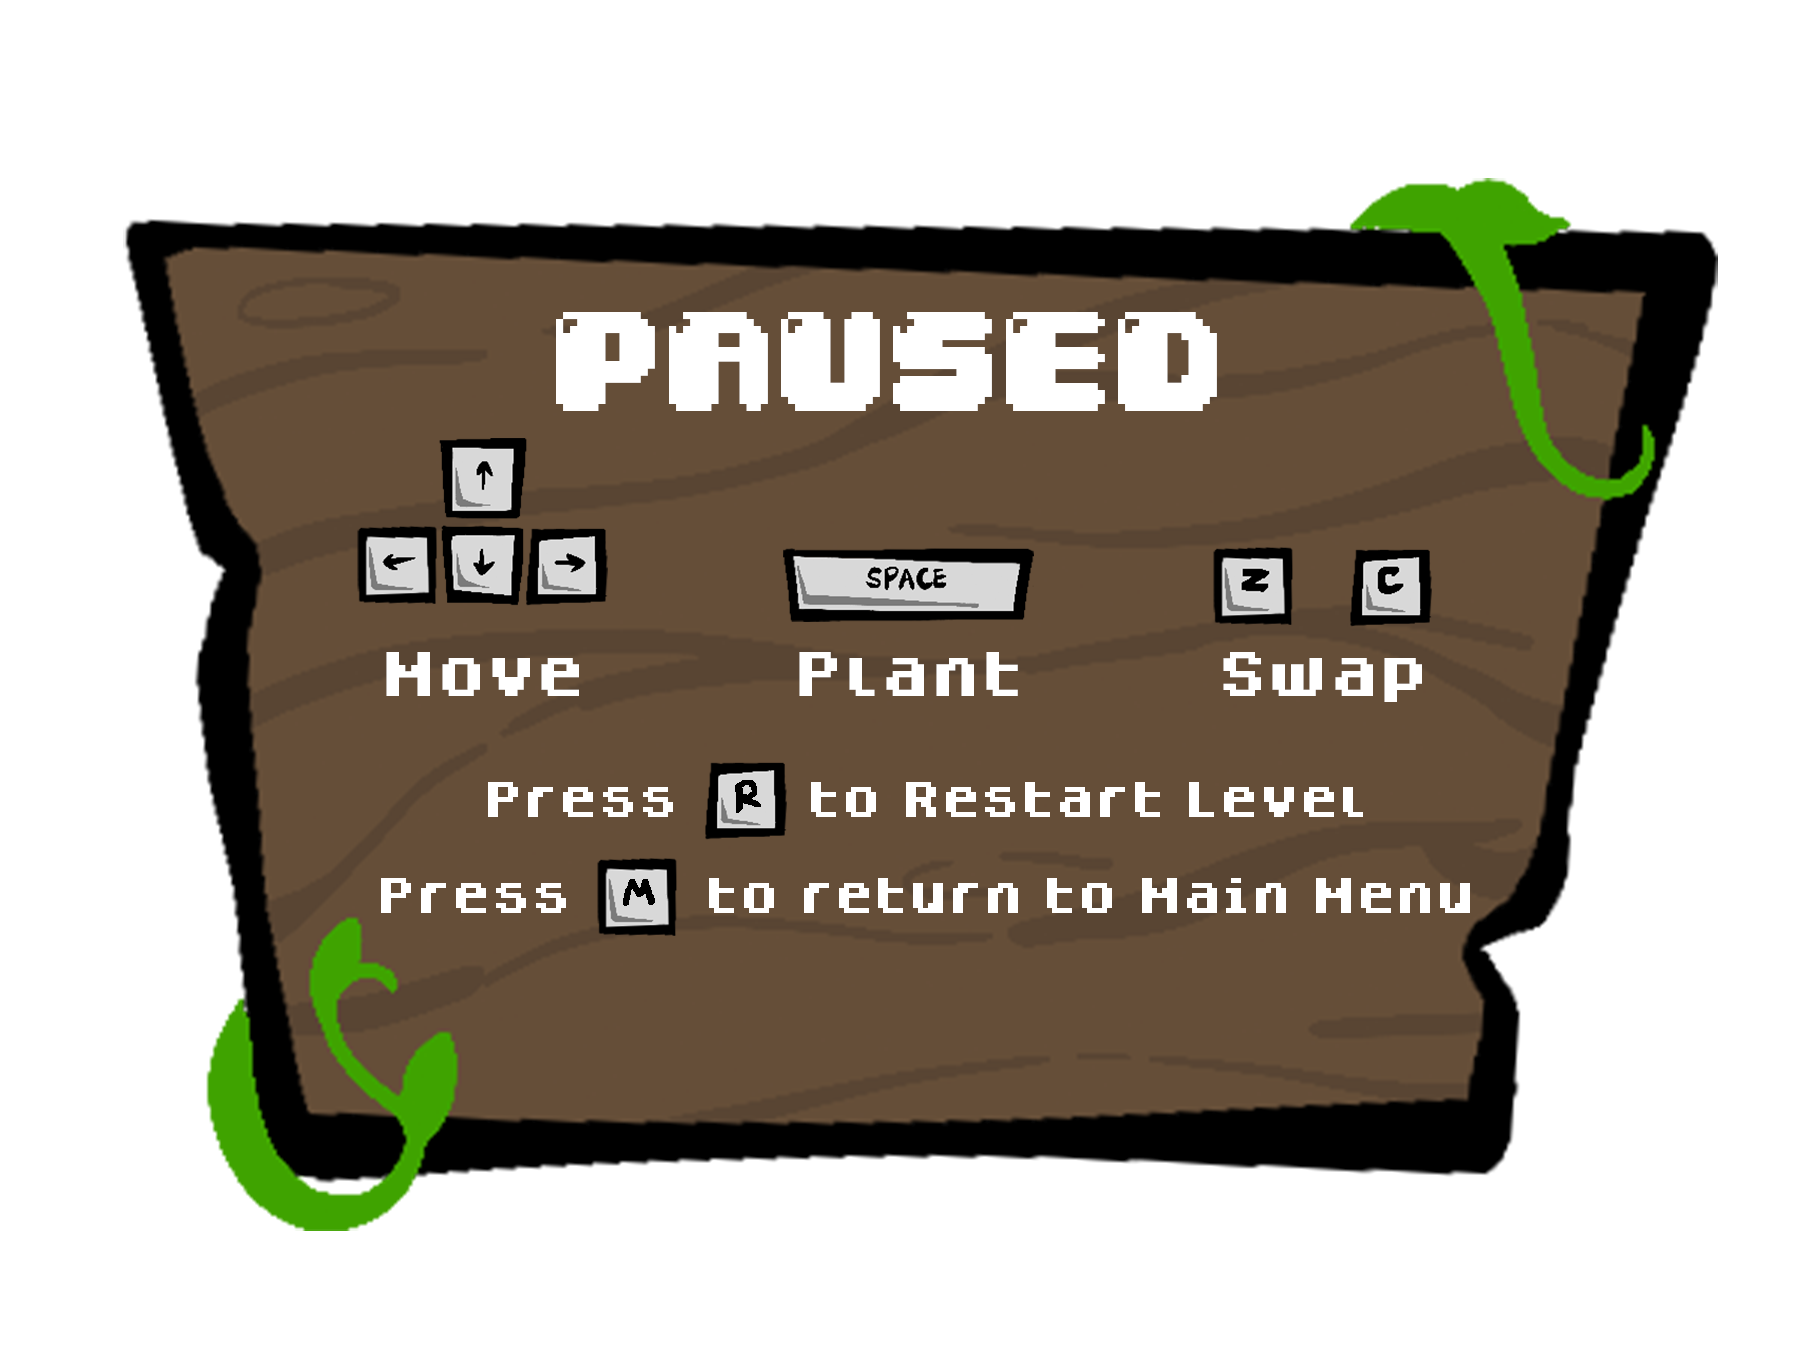 PAUSED
↑
← ↓ →
SPACE
Z C
Move Plant Swap
Press R to Restart Level
Press M to return to Main Menu